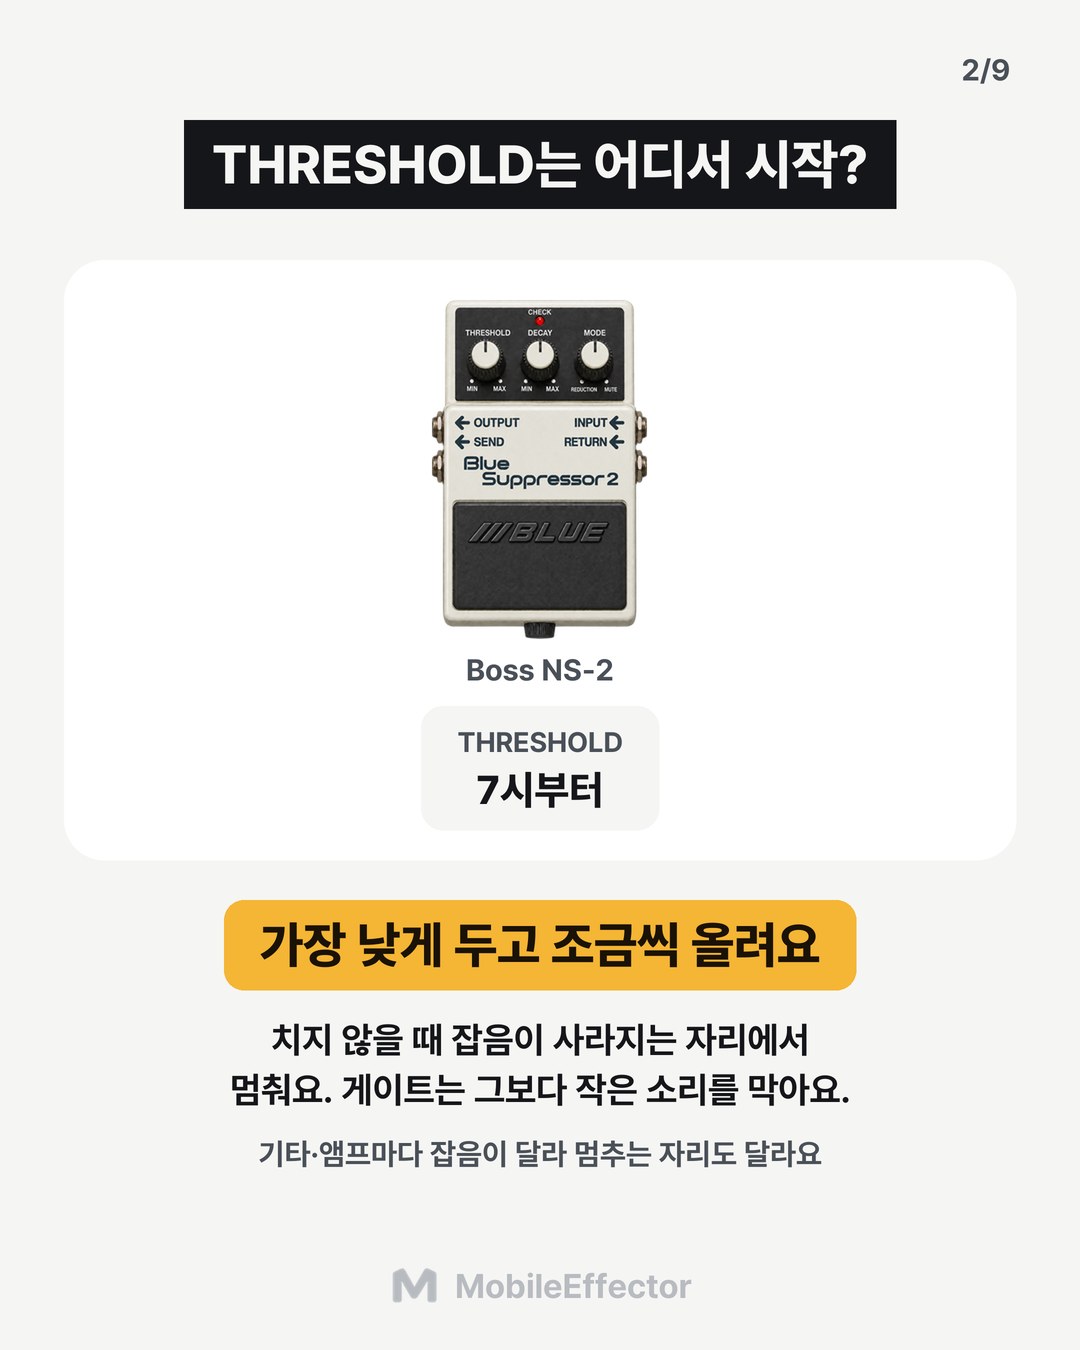 2/9
THRESHOLD는 어디서 시작?
CHECK
THRESHOLD DECAY MODE
MIN MAX MIN MAX REDUCTION MUTE
OUTPUT INPUT
SEND RETURN
Blue
Suppressor 2
BLUE
Boss NS-2
THRESHOLD
7시부터
가장 낮게 두고 조금씩 올려요
치지 않을 때 잡음이 사라지는 자리에서
멈춰요. 게이트는 그보다 작은 소리를 막아요.
기타·앰프마다 잡음이 달라 멈추는 자리도 달라요
MobileEffector